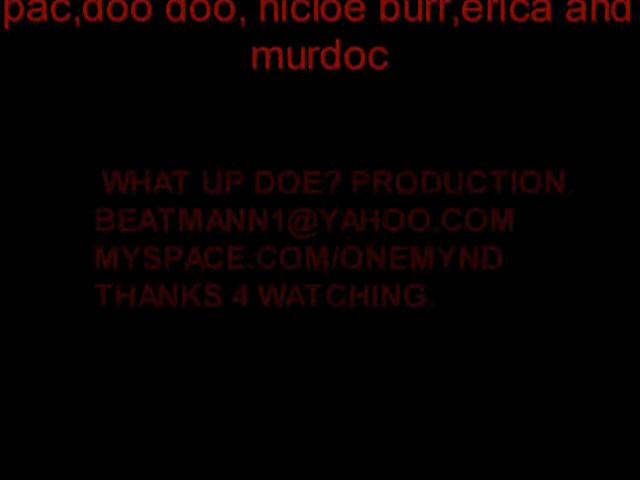 pac,doo doo, nicloe burr,erica and
murdoc
WHAT UP DOE? PRODUCTION.
BEATMANN1@YAHOO.COM
MYSPACE.COM/ONEMYND
THANKS 4 WATCHING.